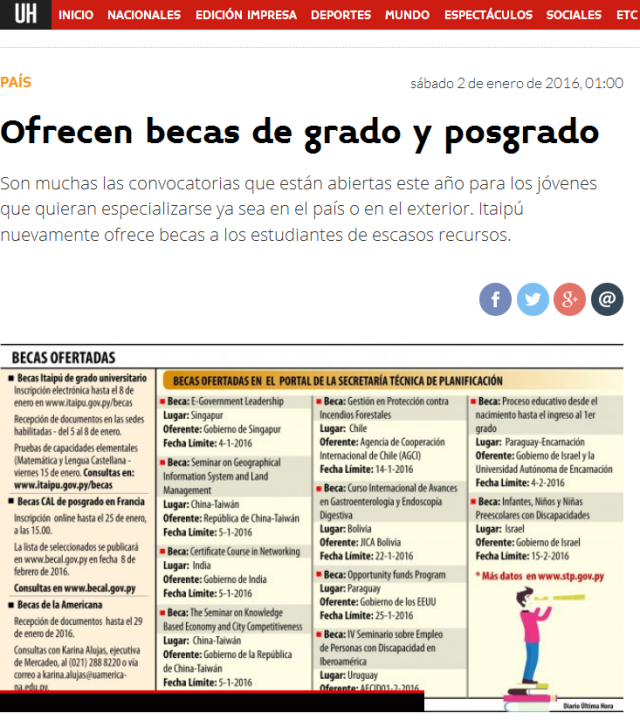 UH INICIO NACIONALES EDICIÓN IMPRESA DEPORTES MUNDO ESPECTÁCULOS SOCIALES ETC
PAÍS
sábado 2 de enero de 2016, 01:00
Ofrecen becas de grado y posgrado
Son muchas las convocatorias que están abiertas este año para los jóvenes
que quieran especializarse ya sea en el país o en el exterior. Itaipú
nuevamente ofrece becas a los estudiantes de escasos recursos.
BECAS OFERTADAS
Becas Itaipú de grado universitario
Inscripción electrónica hasta el 8 de
enero en www.itaipu.gov.py/becas
Recepción de documentos en las sedes
habilitadas - del 5 al 8 de enero.
Pruebas de capacidades elementales
(Matemática y Lengua Castellana -
viernes 15 de enero. Consultas en:
www.itaipu.gov.py/becas
Becas CAL de posgrado en Francia
Inscripción online hasta el 25 de enero,
a las 15.00.
La lista de seleccionados se publicará
en www.becal.gov.py en fecha 8 de
febrero de 2016.
Consultas en www.becal.gov.py
Becas de la Americana
Recepción de documentos hasta el 29
de enero de 2016.
Consultas con Karina Alujas, ejecutiva
de Mercadeo, al (021) 288 8220 o vía
correo a karina.alujas@uamerica-
na.edu.py.
BECAS OFERTADAS EN EL PORTAL DE LA SECRETARÍA TÉCNICA DE PLANIFICACIÓN
Beca: E-Government Leadership
Lugar: Singapur
Oferente: Gobierno de Singapur
Fecha Límite: 4-1-2016
Beca: Seminar on Geographical
Information System and Land
Management
Lugar: China-Taiwán
Oferente: República de China-Taiwán
Fecha Límite: 5-1-2016
Beca: Certificate Course in Networking
Lugar: India
Oferente: Gobierno de India
Fecha Límite: 5-1-2016
Beca: The Seminar on Knowledge
Based Economy and City Competitiveness
Lugar: China-Taiwán
Oferente: Gobierno de la República
de China-Taiwán
Fecha Límite: 5-1-2016
Beca: Gestión en Protección contra
Incendios Forestales
Lugar: Chile
Oferente: Agencia de Cooperación
Internacional de Chile (AGCI)
Fecha Límite: 14-1-2016
Beca: Curso Internacional de Avances
en Gastroenterología y Endoscopía
Digestiva
Lugar: Bolivia
Oferente: JICA Bolivia
Fecha Límite: 22-1-2016
Beca: Opportunity funds Program
Lugar: Paraguay
Oferente: Gobierno de los EEUU
Fecha Límite: 25-1-2016
Beca: IV Seminario sobre Empleo
de Personas con Discapacidad en
Iberoamérica
Lugar: Uruguay
Oferente: AECID01-2-2016
Beca: Proceso educativo desde el
nacimiento hasta el ingreso al 1er
grado
Lugar: Paraguay-Encarnación
Oferente: Gobierno de Israel y la
Universidad Autónoma de Encarnación
Fecha Límite: 4-2-2016
Beca: Infantes, Niños y Niñas
Preescolares con Discapacidades
Lugar: Israel
Oferente: Gobierno de Israel
Fecha Límite: 15-2-2016
* Más datos en www.stp.gov.py
Diario Última Hora